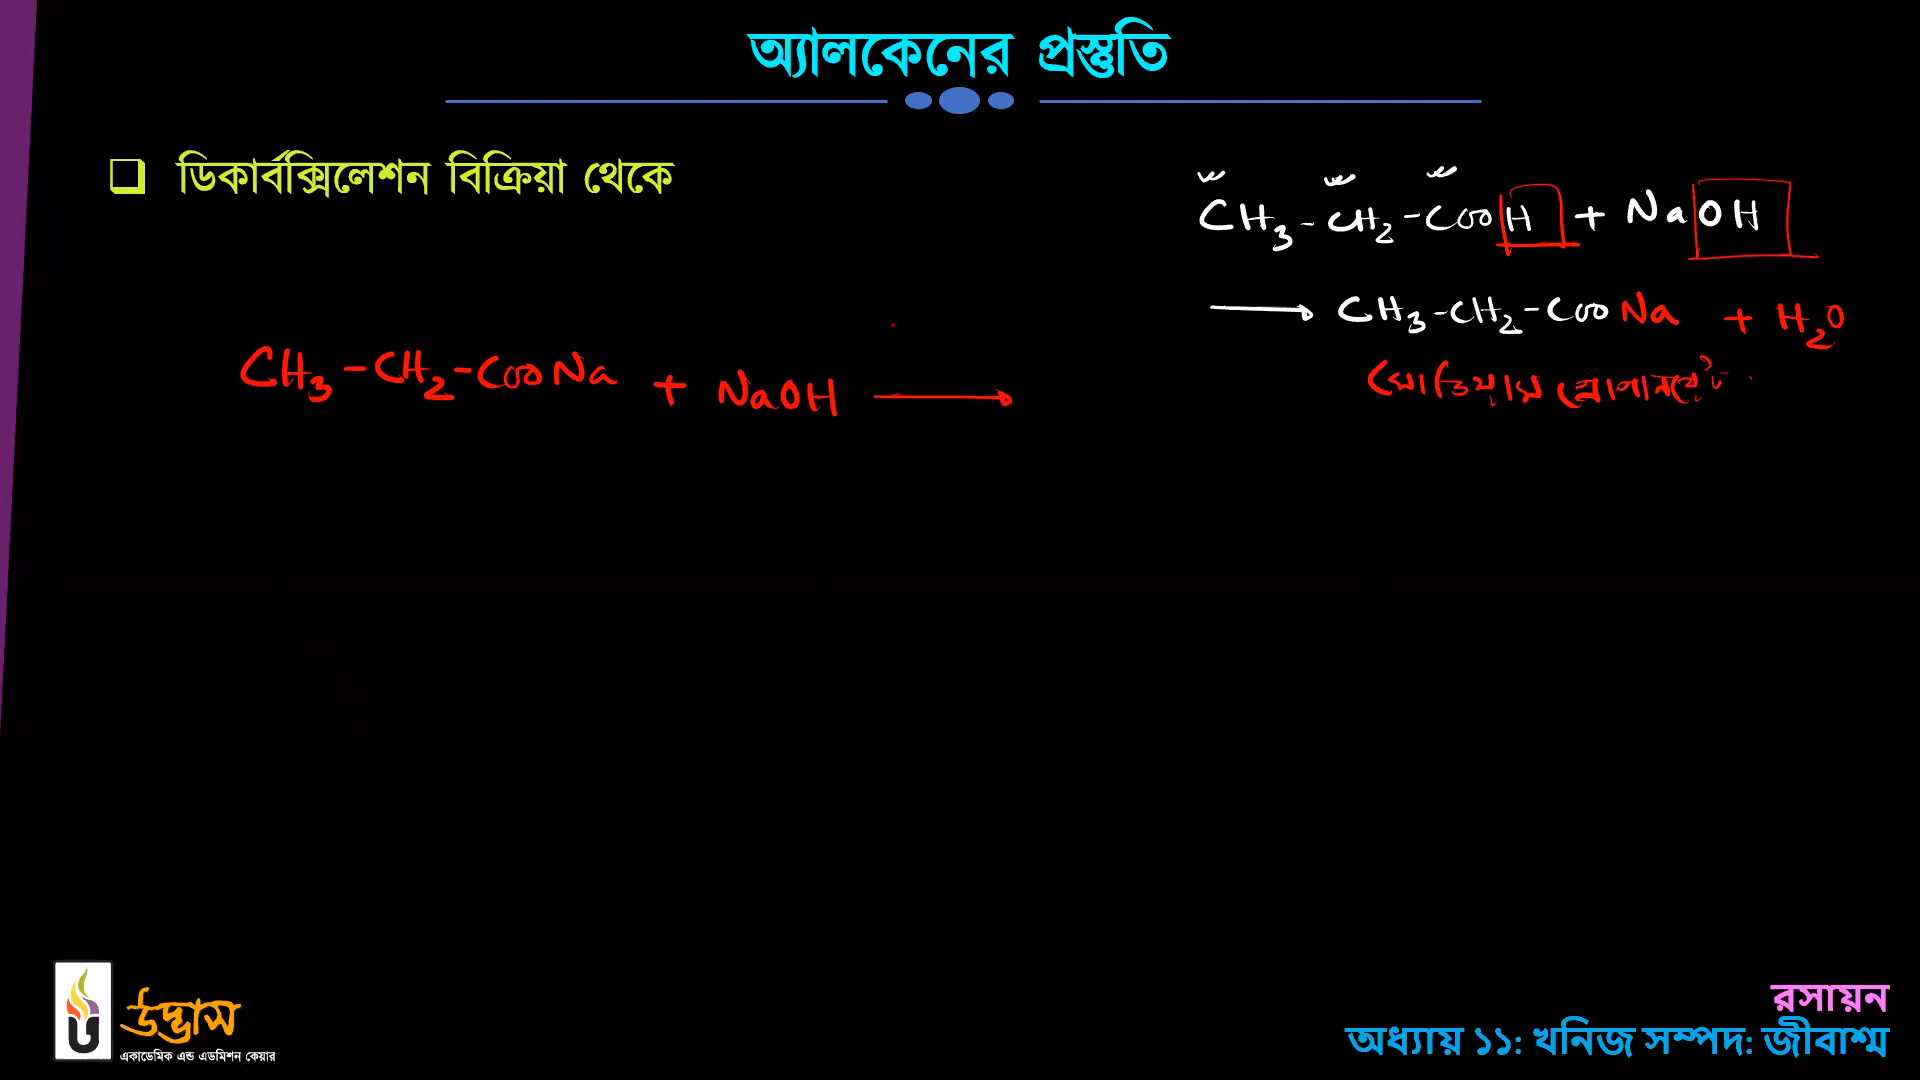 অ্যালকেনের প্রস্তুতি
❑ ডিকার্বক্সিলেশন বিক্রিয়া থেকে
CH₃-CH₂-COOH + NaOH
⟶ CH₃-CH₂-COONa + H₂O
সোডিয়াম প্রোপানয়েট
CH₃-CH₂-COONa + NaOH ⟶
উদ্ভাস
একাডেমিক এন্ড এডমিশন কেয়ার
রসায়ন
অধ্যায় ১১: খনিজ সম্পদ: জীবাশ্ম